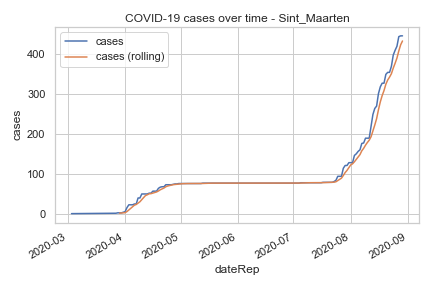 COVID-19 cases over time - Sint_Maarten
cases
cases (rolling)
cases
400
300
200
100
0
2020-03
2020-04
2020-05
2020-06
2020-07
2020-08
2020-09
dateRep